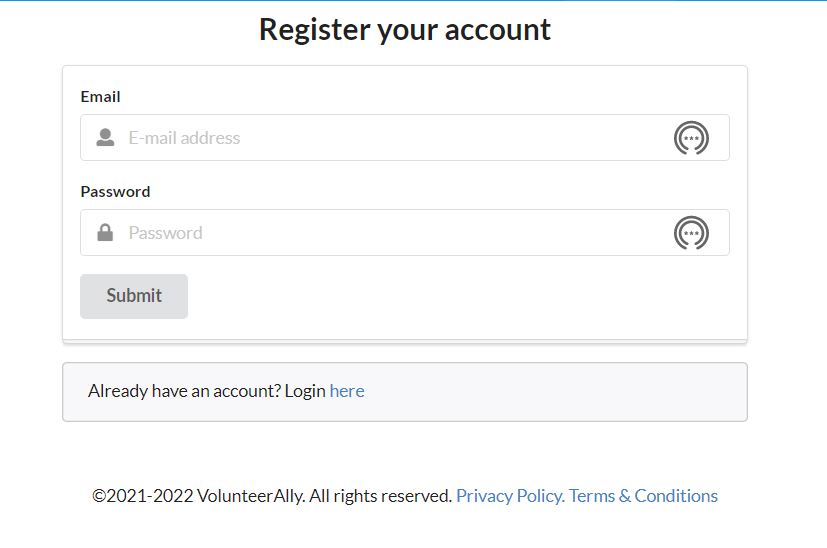 Register your account
Email
E-mail address
Password
Password
Submit
Already have an account? Login here
©2021-2022 VolunteerAlly. All rights reserved. Privacy Policy. Terms & Conditions